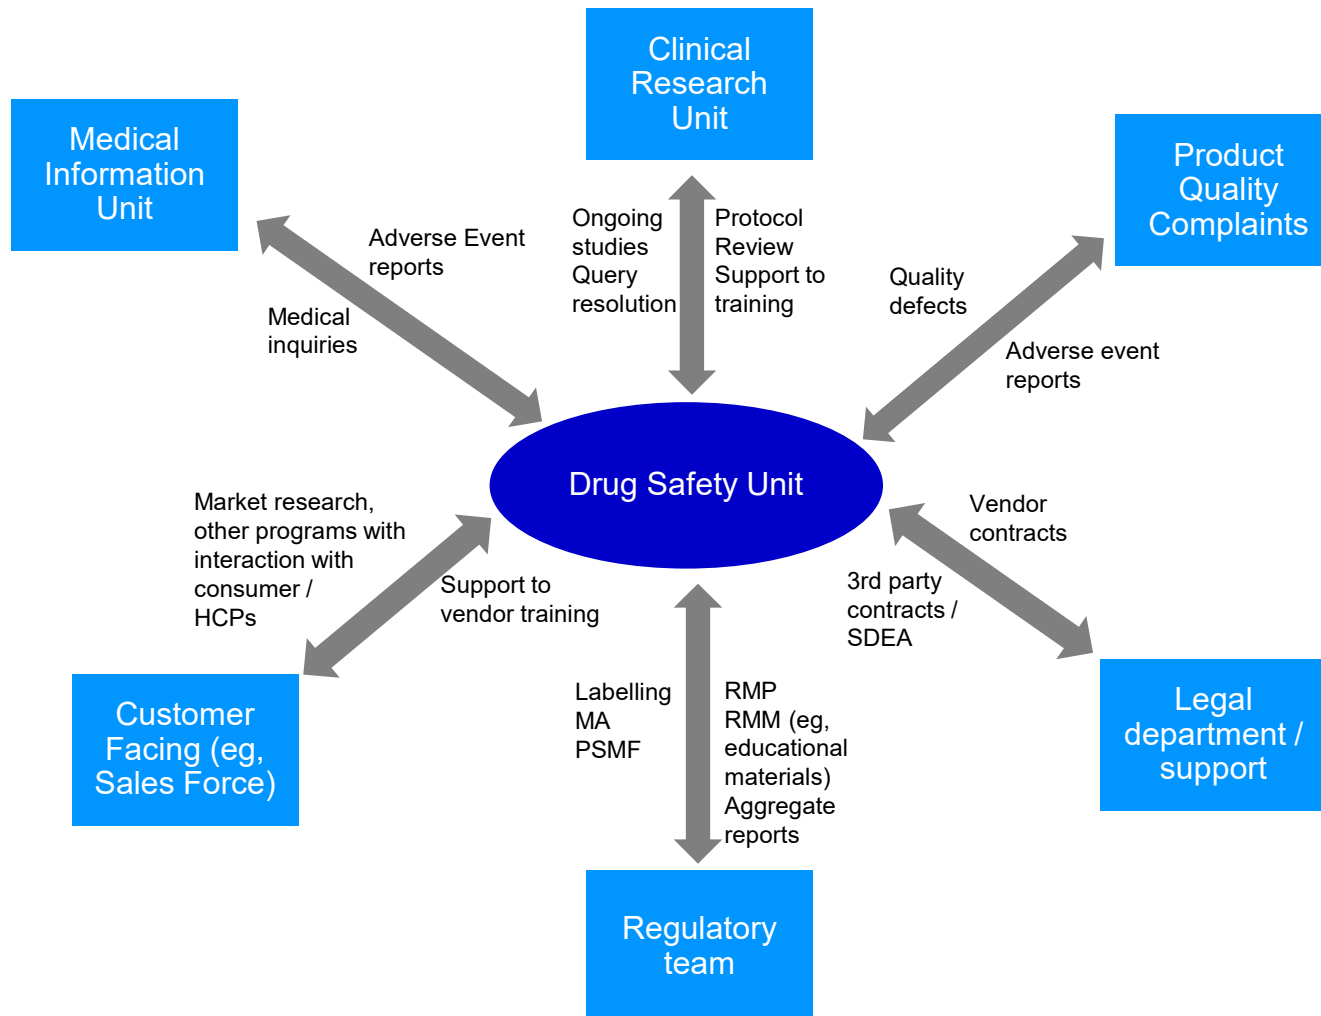 Clinical
Research
Unit
Medical
Information
Unit
Product
Quality
Complaints
Adverse Event
reports
Medical
inquiries
Ongoing
studies
Query
resolution
Protocol
Review
Support to
training
Quality
defects
Adverse event
reports
Drug Safety Unit
Market research,
other programs with
interaction with
consumer /
HCPs
Support to
vendor training
Vendor
contracts
3rd party
contracts /
SDEA
Labelling
MA
PSMF
RMP
RMM (eg,
educational
materials)
Aggregate
reports
Customer
Facing (eg,
Sales Force)
Legal
department /
support
Regulatory
team